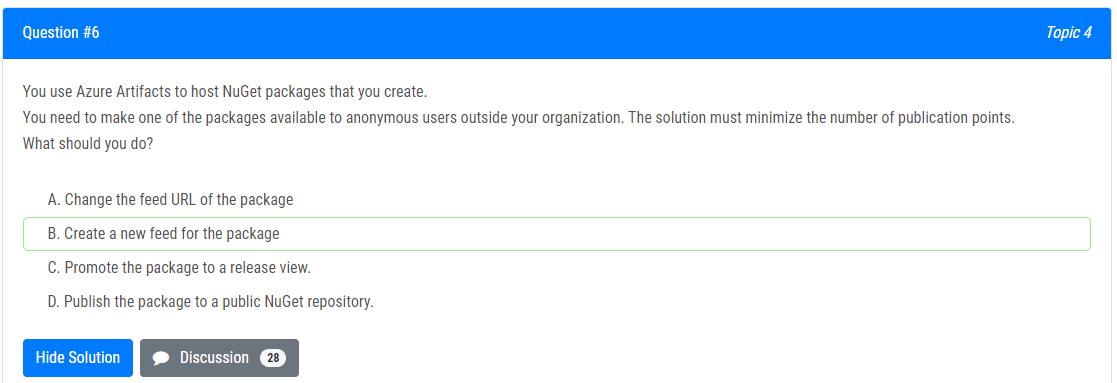 Question #6
Topic 4
You use Azure Artifacts to host NuGet packages that you create.
You need to make one of the packages available to anonymous users outside your organization. The solution must minimize the number of publication points.
What should you do?
A. Change the feed URL of the package
B. Create a new feed for the package
C. Promote the package to a release view.
D. Publish the package to a public NuGet repository.
Hide Solution
Discussion 28